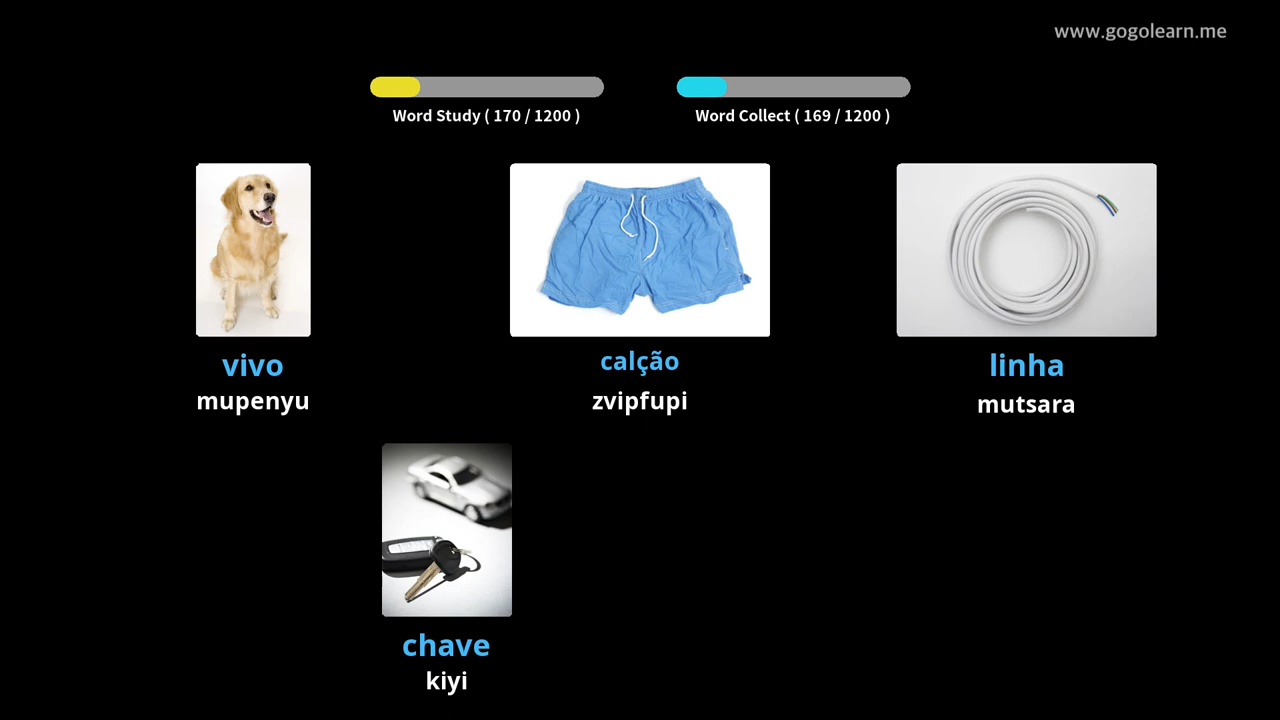 www.gogolearn.me
Word Study ( 170 / 1200 )
Word Collect ( 169 / 1200 )
vivo
mupenyu
calção
zvipfupi
linha
mutsara
chave
kiyi